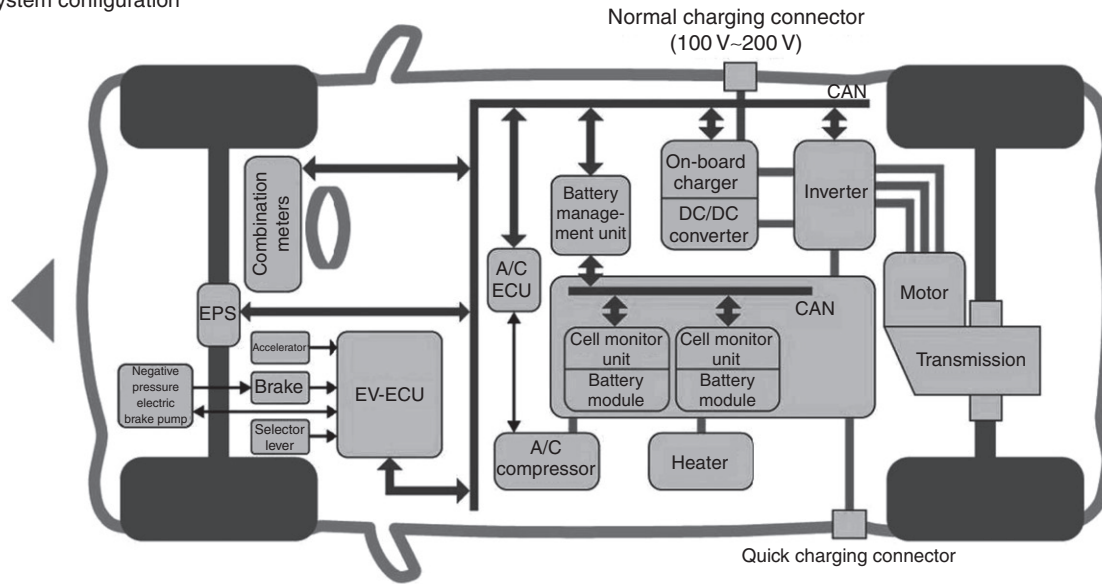 system configuration
Normal charging connector
(100 V~200 V)
CAN
Combination
meters
Battery
manage-
ment unit
On-board
charger
DC/DC
converter
Inverter
A/C
ECU
EPS
CAN
Motor
Cell monitor
unit
Battery
module
Cell monitor
unit
Battery
module
Transmission
Accelerator
Negative
pressure
electric
brake pump
Brake
EV-ECU
Selector
lever
A/C
compressor
Heater
Quick charging connector